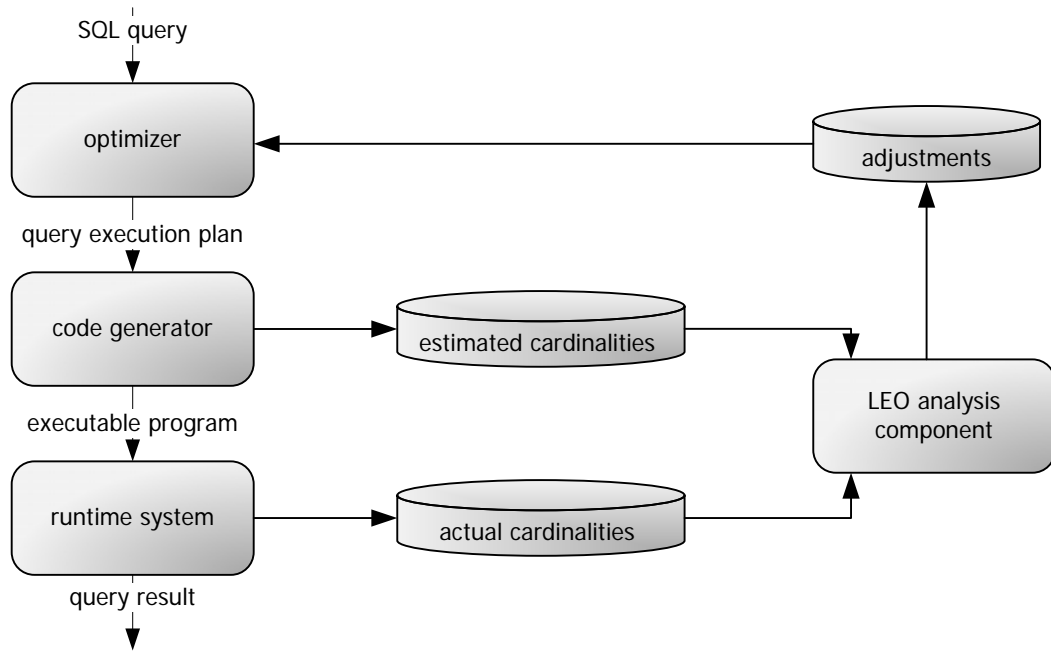 SQL query
optimizer
adjustments
query execution plan
code generator
estimated cardinalities
LEO analysis
component
executable program
runtime system
actual cardinalities
query result